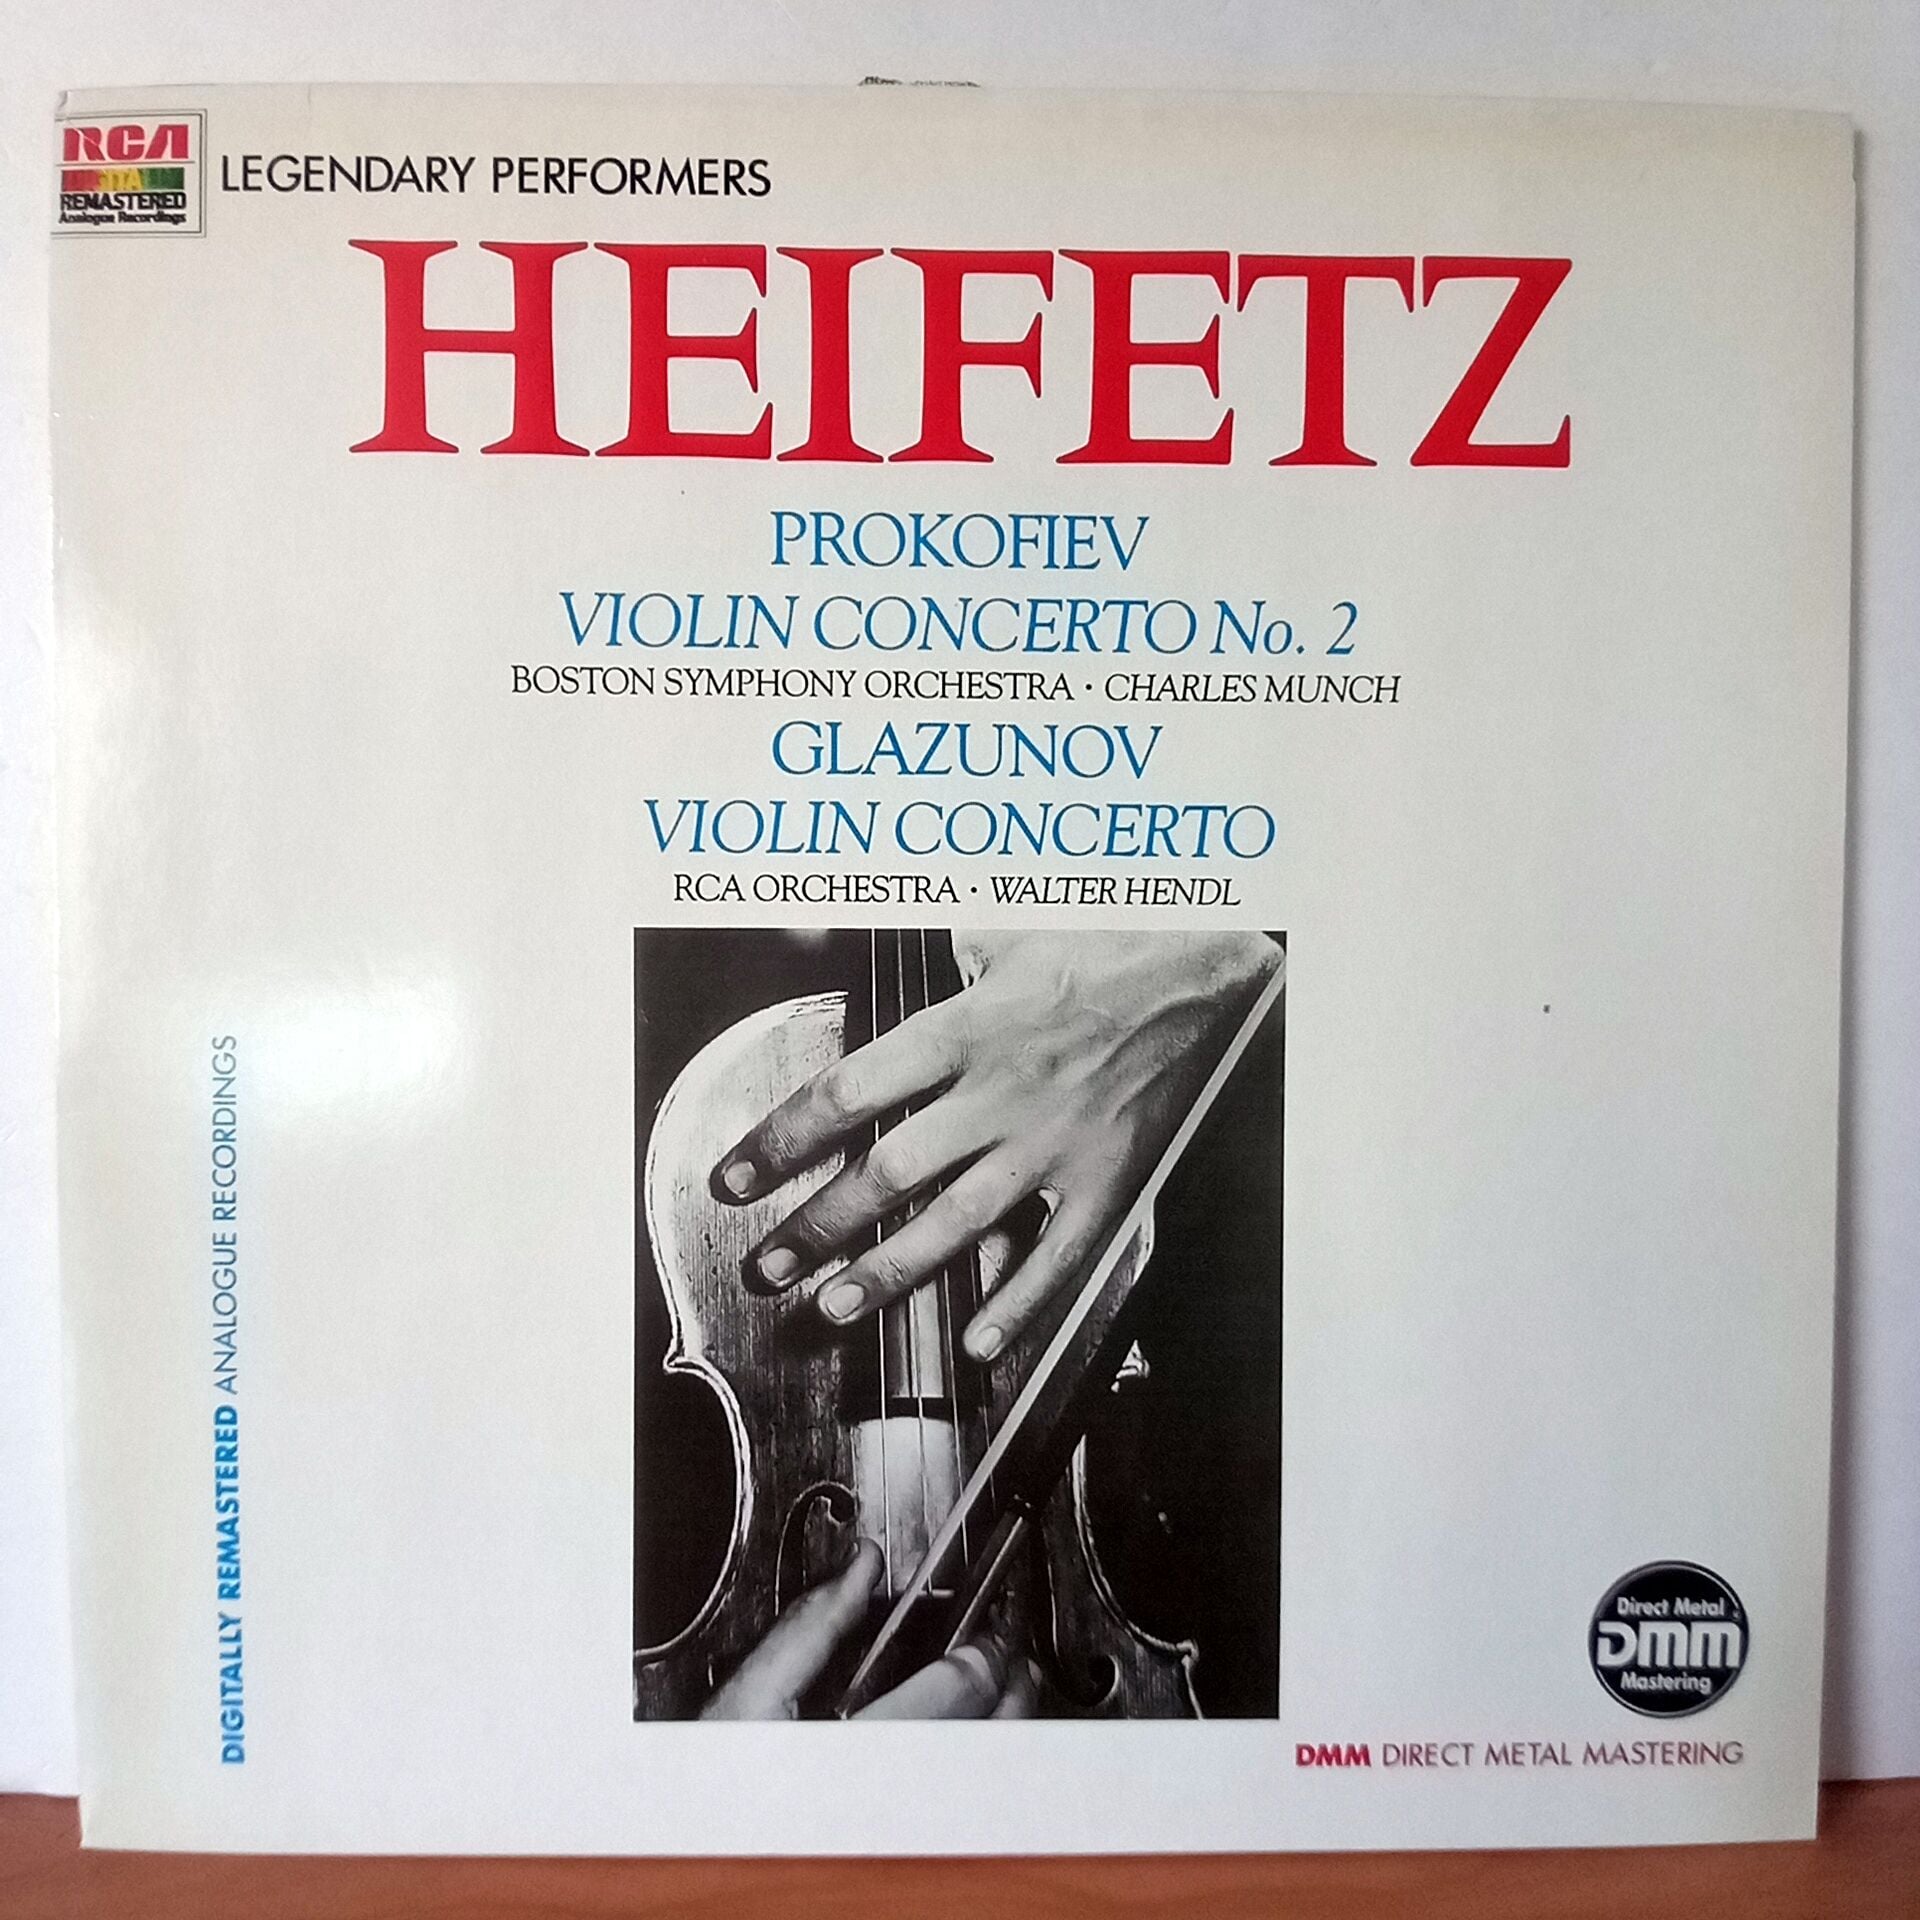 RCA
DIGITAL
REMASTERED
Analogue Recordings
LEGENDARY PERFORMERS
HEIFETZ
PROKOFIEV
VIOLIN CONCERTO No. 2
BOSTON SYMPHONY ORCHESTRA · CHARLES MUNCH
GLAZUNOV
VIOLIN CONCERTO
RCA ORCHESTRA · WALTER HENDL
DIGITALLY REMASTERED ANALOGUE RECORDINGS
Direct Metal
DMM
Mastering
DMM DIRECT METAL MASTERING